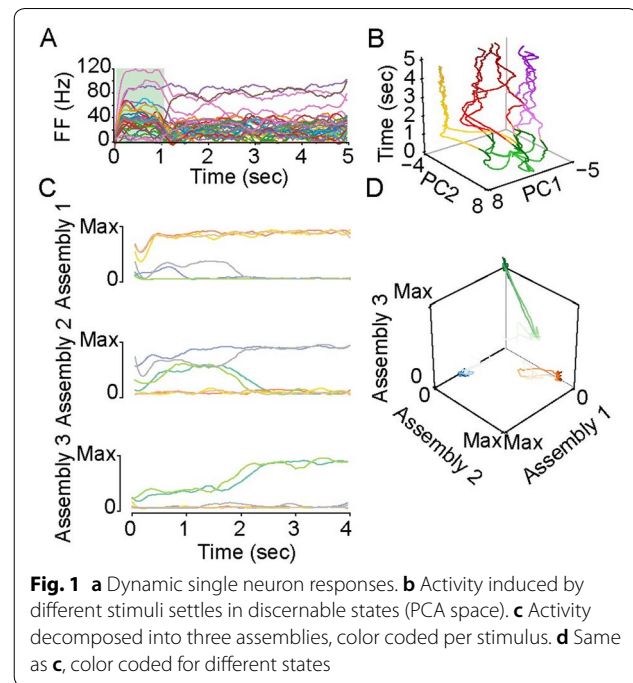 A
FF (Hz)
120
80
40
0
0 1 2 3 4 5
Time (sec)
B
Time (sec)
5
4
3
2
1
0
−4
PC2
8 8
PC1
−5
C
Assembly 1
Max
0
Assembly 2
Max
0
Assembly 3
Max
0
0 1 2 3 4
Time (sec)
D
Assembly 3
Max
0
0
0
Assembly 2
Max Max
Assembly 1
Fig. 1 a Dynamic single neuron responses. b Activity induced by
different stimuli settles in discernable states (PCA space). c Activity
decomposed into three assemblies, color coded per stimulus. d Same
as c, color coded for different states